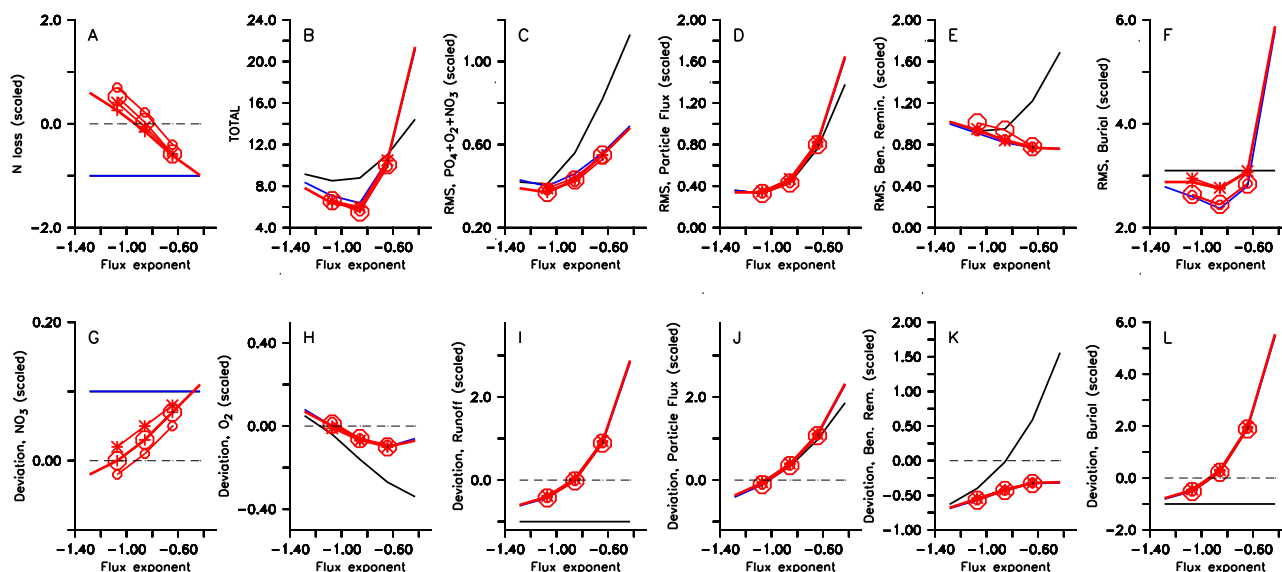 A
N loss (scaled)
2.0
0.0
−2.0
−1.40 −1.00 −0.60
Flux exponent
B
TOTAL
24.0
20.0
16.0
12.0
8.0
4.0
−1.40 −1.00 −0.60
Flux exponent
C
RMS, PO4+O2+NO3 (scaled)
1.00
0.60
0.20
−1.40 −1.00 −0.60
Flux exponent
D
RMS, Particle Flux (scaled)
2.00
1.60
1.20
0.80
0.40
0.00
−1.40 −1.00 −0.60
Flux exponent
E
RMS, Ben. Remin. (scaled)
2.00
1.60
1.20
0.80
0.40
0.00
−1.40 −1.00 −0.60
Flux exponent
F
RMS, Burial (scaled)
6.0
4.0
2.0
−1.40 −1.00 −0.60
Flux exponent
G
Deviation, NO3 (scaled)
0.20
0.00
−1.40 −1.00 −0.60
Flux exponent
H
Deviation, O2 (scaled)
0.40
0.00
−0.40
−1.40 −1.00 −0.60
Flux exponent
I
Deviation, Runoff (scaled)
2.0
0.0
−1.40 −1.00 −0.60
Flux exponent
J
Deviation, Particle Flux (scaled)
2.0
0.0
−1.40 −1.00 −0.60
Flux exponent
K
Deviation, Ben. Rem. (scaled)
2.00
1.50
1.00
0.50
0.00
−0.50
−1.00
−1.40 −1.00 −0.60
Flux exponent
L
Deviation, Burial (scaled)
6.0
4.0
2.0
0.0
−2.0
−1.40 −1.00 −0.60
Flux exponent